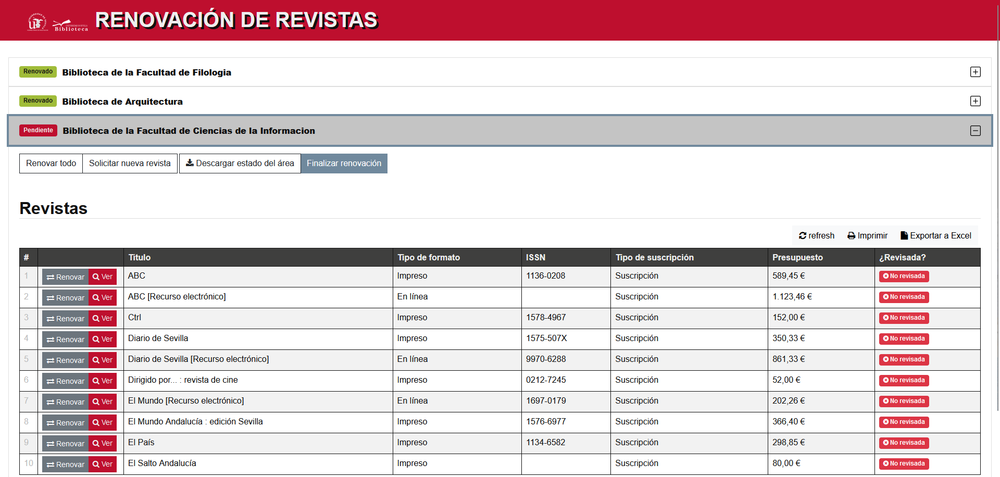 UNIVERSIDAD DE SEVILLA
Biblioteca
RENOVACIÓN DE REVISTAS
Renovado Biblioteca de la Facultad de Filologia
Renovado Biblioteca de Arquitectura
Pendiente Biblioteca de la Facultad de Ciencias de la Informacion
Renovar todo Solicitar nueva revista Descargar estado del área Finalizar renovación
Revistas
refresh Imprimir Exportar a Excel
# Título Tipo de formato ISSN Tipo de suscripción Presupuesto ¿Revisada?
1 Renovar Ver ABC Impreso 1136-0208 Suscripción 589,45 € No revisada
2 Renovar Ver ABC [Recurso electrónico] En línea Suscripción 1.123,46 € No revisada
3 Renovar Ver Ctrl Impreso 1578-4967 Suscripción 152,00 € No revisada
4 Renovar Ver Diario de Sevilla Impreso 1575-507X Suscripción 350,33 € No revisada
5 Renovar Ver Diario de Sevilla [Recurso electrónico] En línea 9970-6288 Suscripción 861,33 € No revisada
6 Renovar Ver Dirigido por... : revista de cine Impreso 0212-7245 Suscripción 52,00 € No revisada
7 Renovar Ver El Mundo [Recurso electrónico] En línea 1697-0179 Suscripción 202,26 € No revisada
8 Renovar Ver El Mundo Andalucía : edición Sevilla Impreso 1576-6977 Suscripción 366,40 € No revisada
9 Renovar Ver El País Impreso 1134-6582 Suscripción 298,85 € No revisada
10 Renovar Ver El Salto Andalucía Impreso Suscripción 80,00 € No revisada